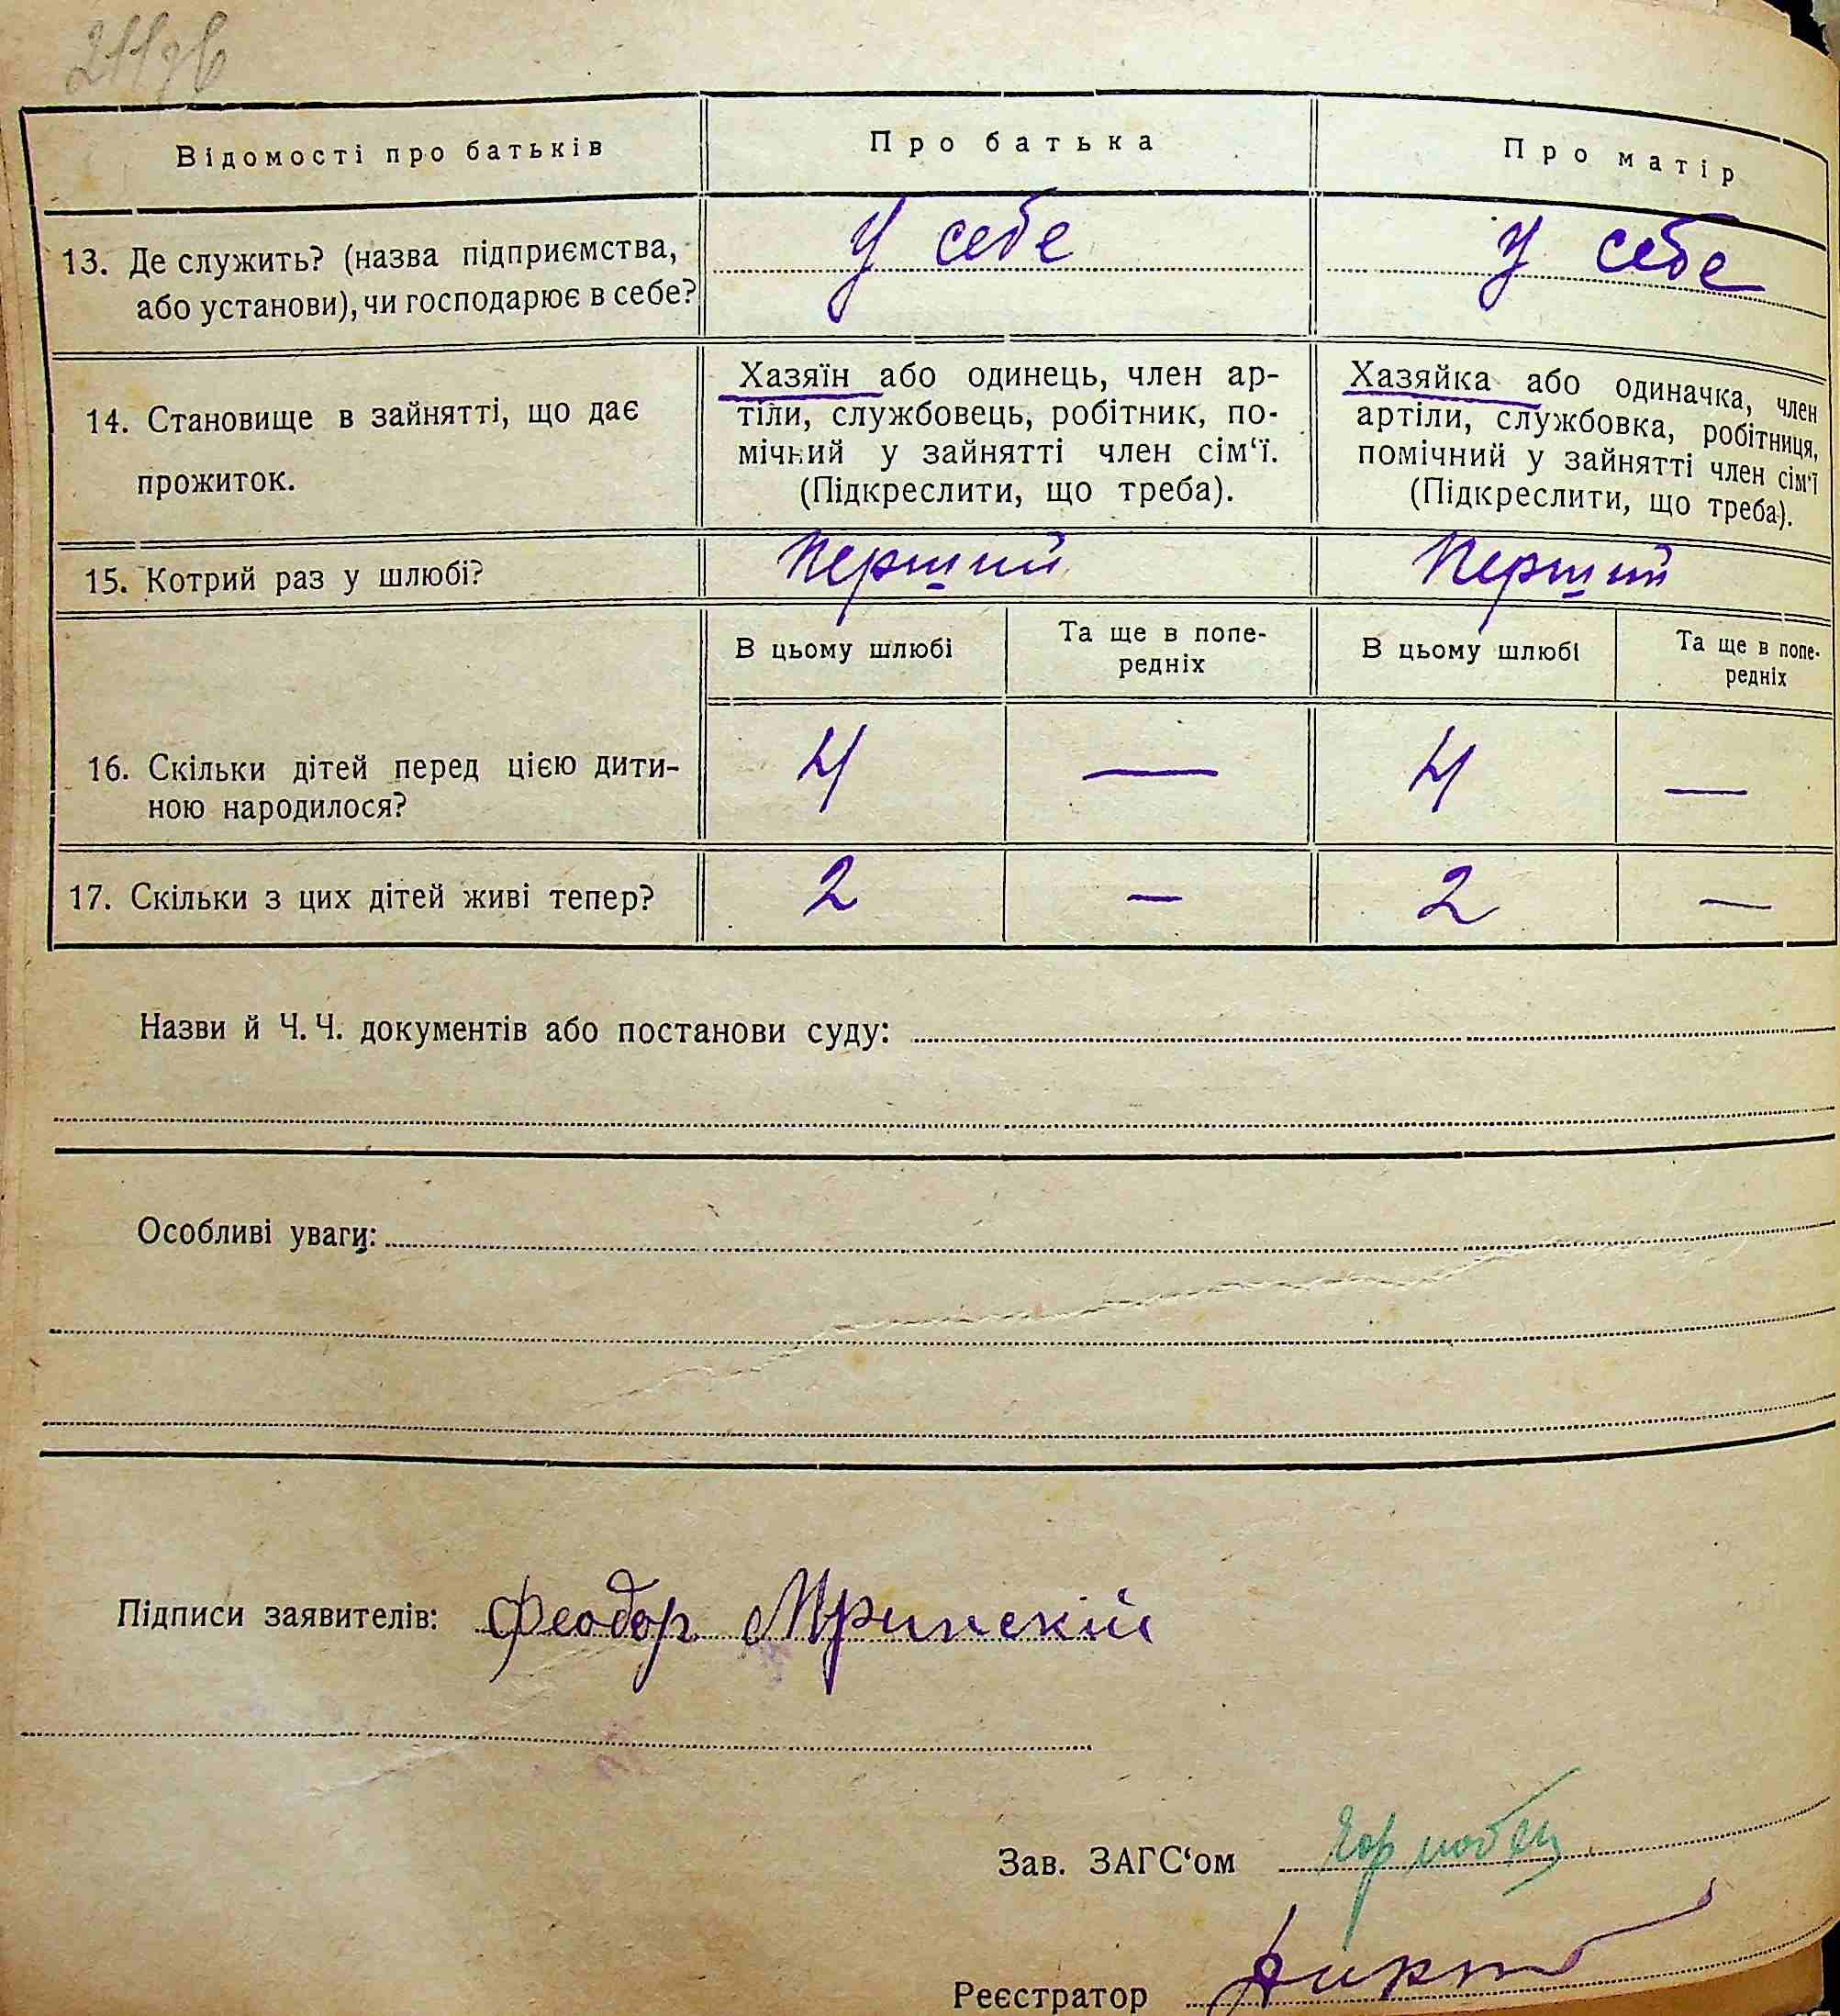 Відомості про батьків
Про батька
Про матір
13. Де служить? (назва підприємства,
або установи), чи господарює в себе?
У себе
У себе
14. Становище в зайнятті, що дає
прожиток.
Хазяїн або одинець, член ар-
тіли, службовець, робітник, по-
мічний у зайнятті член сім‘ї.
(Підкреслити, що треба).
Хазяйка або одиначка, член
артіли, службовка, робітниця,
помічний у зайнятті член сім‘ї
(Підкреслити, що треба).
15. Котрий раз у шлюбі?
Перший
Перший
В цьому шлюбі
Та ще в попе-
редніх
В цьому шлюбі
Та ще в попе-
редніх
16. Скільки дітей перед цією дити-
ною народилося?
4 — 4 —
17. Скільки з цих дітей живі тепер?
2 — 2 —
Назви й Ч. Ч. документів або постанови суду:
Особливі уваги:
Підписи заявителів: Феодор Мринскій
Зав. ЗАГС‘ом
Реєстратор